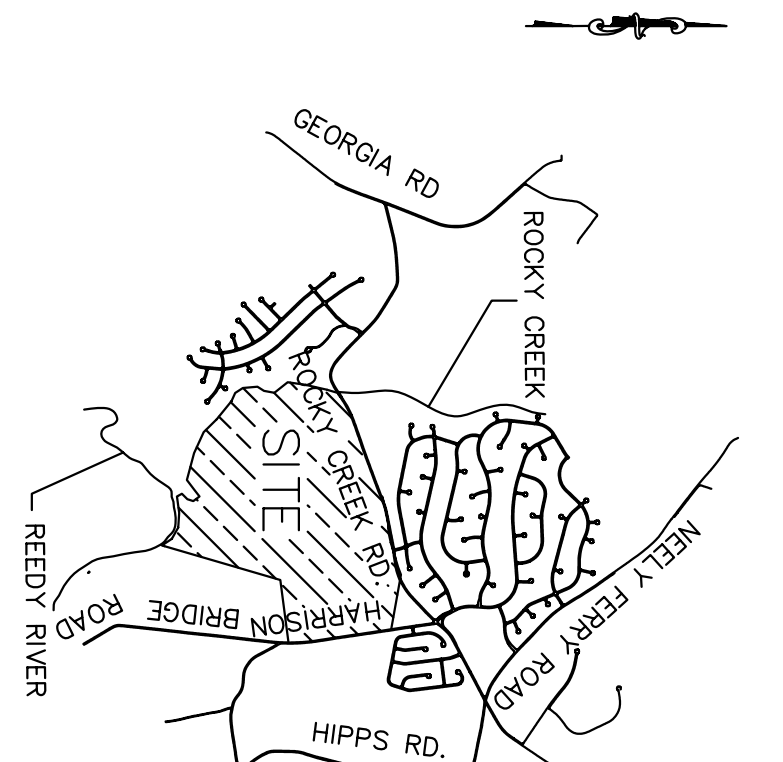 GEORGIA RD
ROCKY CREEK
ROCKY CREEK RD.
SITE
REEDY RIVER
HARRISON BRIDGE ROAD
NEELY FERRY ROAD
HIPPS RD.